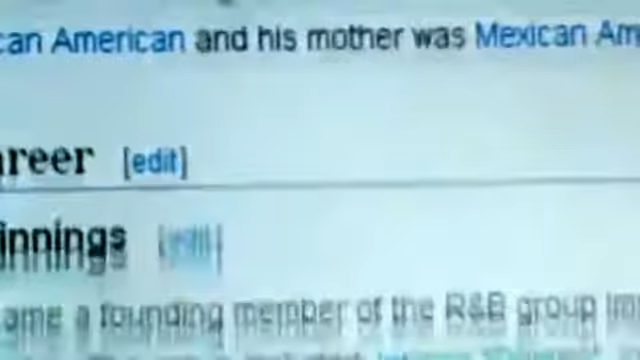 can American and his mother was Mexican Am
areer [edit]
innings [edit]
ame a founding member of the R&B group Im